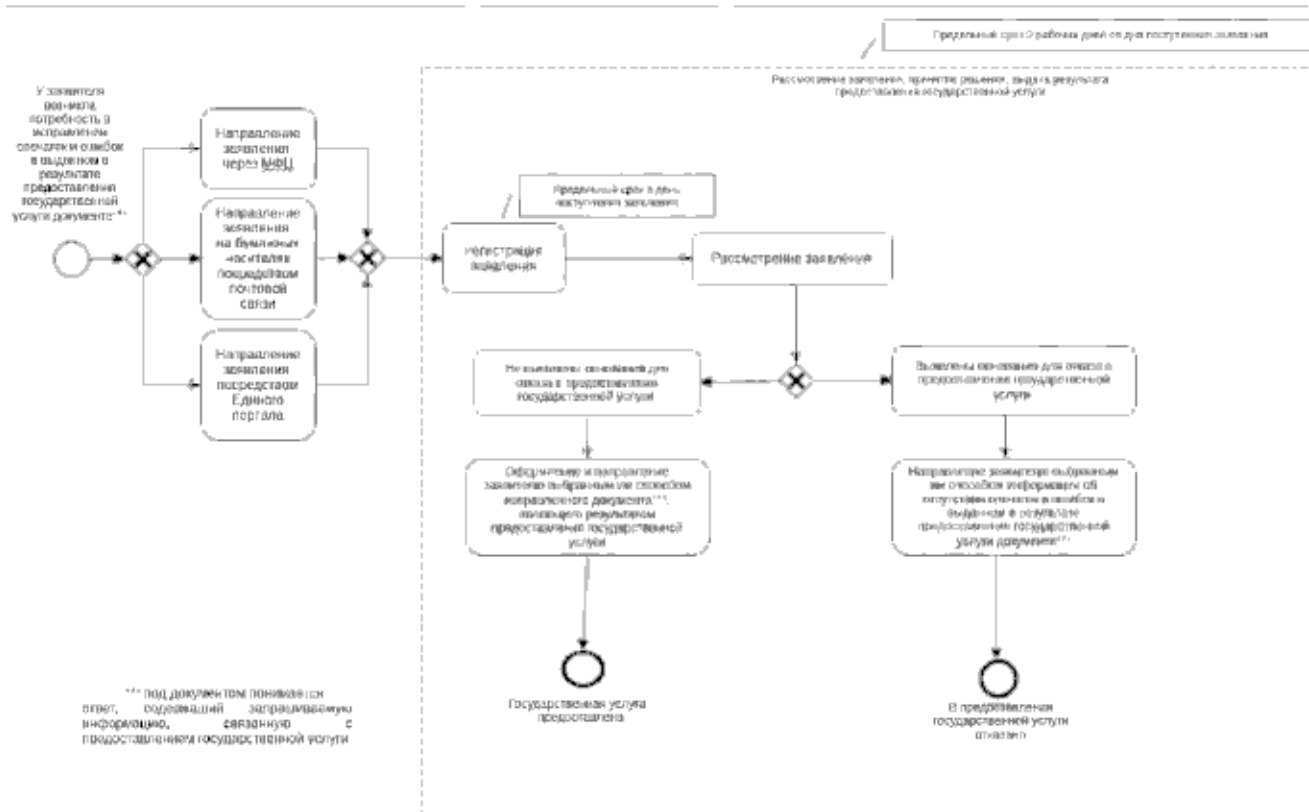 Предельный срок 5 рабочих дней со дня поступления заявления
Рассмотрение заявления, принятие решения, выдача результата
предоставления государственной услуги
У заявителя
возникла
потребность в
исправлении
опечаток и ошибок
в выданном в
результате
предоставления
государственной
услуги документе***
Направление
заявления
через МФЦ
Направление
заявления
на бумажном
носителе
посредством
почтовой
связи
Направление
заявления
посредством
Единого
портала
Предельный срок в день
поступления заявления
Регистрация
заявления
Рассмотрение заявления
Не выявлены основания для
отказа в предоставлении
государственной услуги
Выявлены основания для отказа в
предоставлении государственной
услуги
Оформление и направление
заявителю выбранным им способом
исправленного документа***,
являющего результатом
предоставления государственной
услуги
Направление заявителю выбранным
им способом информации об
отсутствии опечаток и ошибок в
выданном в результате
предоставления государственной
услуги документе***
Государственная услуга
предоставлена
В предоставлении
государственной услуги
отказано
*** под документом понимается
ответ, содержащий запрашиваемую
информацию, связанную с
предоставлением государственной услуги